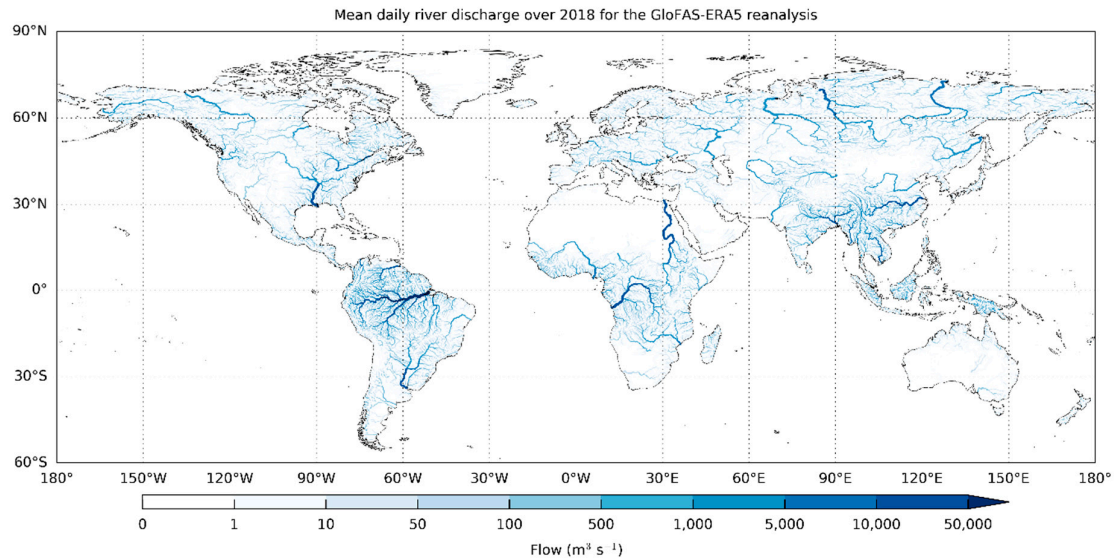 Mean daily river discharge over 2018 for the GloFAS-ERA5 reanalysis
90°N
60°N
30°N
0°
30°S
60°S
180° 150°W 120°W 90°W 60°W 30°W 0°W 30°E 60°E 90°E 120°E 150°E 180°
0 1 10 50 100 500 1,000 5,000 10,000 50,000
Flow (m³ s⁻¹)